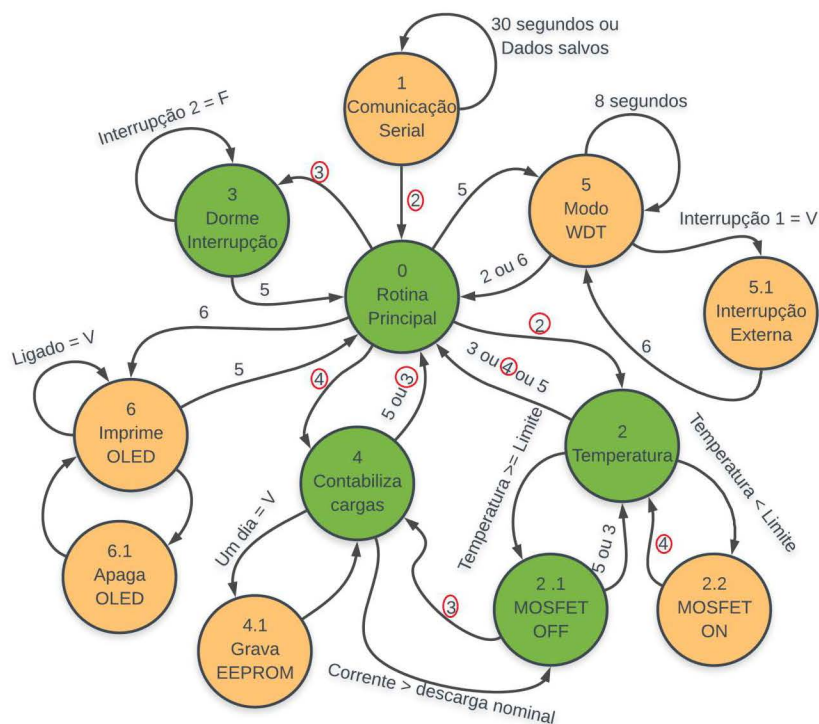 30 segundos ou
Dados salvos
1
Comunicação
Serial
8 segundos
Interrupção 2 = F
3
3
Dorme
Interrupção
2
5
5
Modo
WDT
Interrupção 1 = V
2 ou 6
5
0
Rotina
Principal
5.1
Interrupção
Externa
6
6
2
Ligado = V
5
4
5 ou 3
3 ou 4 ou 5
6
Imprime
OLED
4
Contabiliza
cargas
2
Temperatura
Temperatura >= Limite
Temperatura < Limite
Um dia = V
6.1
Apaga
OLED
5 ou 3
4
2 .1
MOSFET
OFF
2.2
MOSFET
ON
3
4.1
Grava
EEPROM
Corrente > descarga nominal